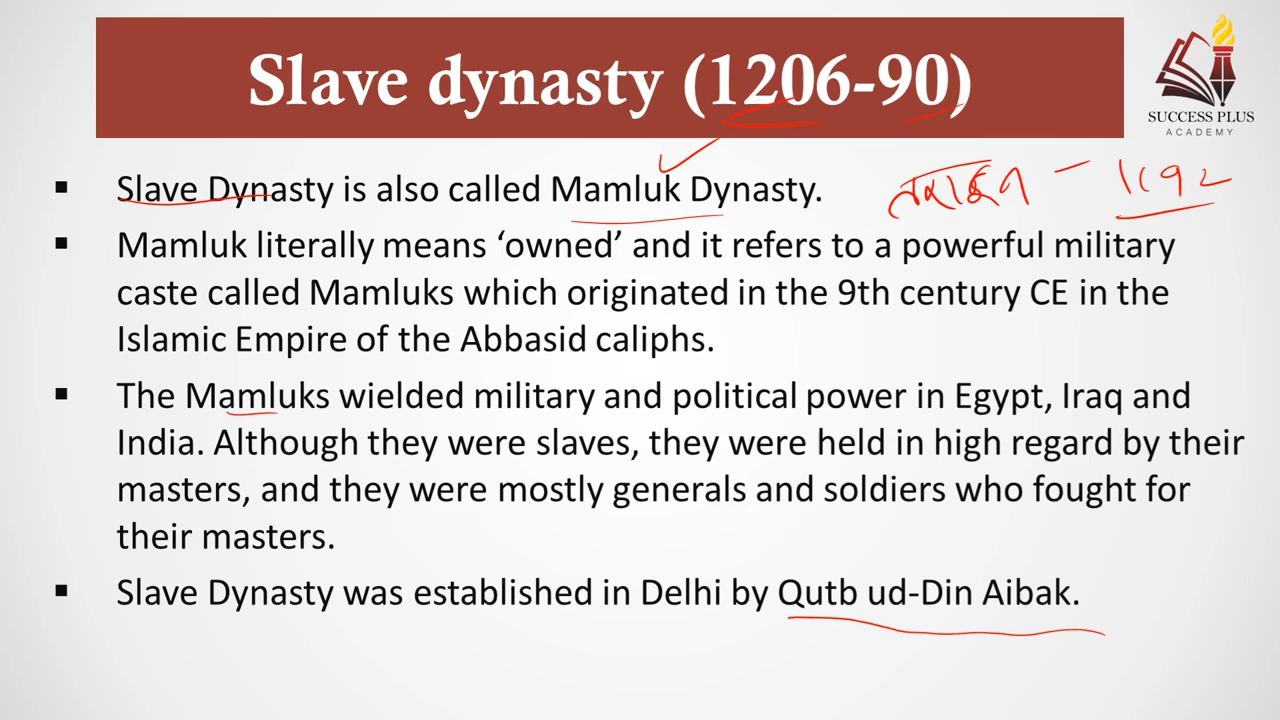 Slave dynasty (1206-90)
SUCCESS PLUS
ACADEMY
▪ Slave Dynasty is also called Mamluk Dynasty.
1192
▪ Mamluk literally means ‘owned’ and it refers to a powerful military
caste called Mamluks which originated in the 9th century CE in the
Islamic Empire of the Abbasid caliphs.
▪ The Mamluks wielded military and political power in Egypt, Iraq and
India. Although they were slaves, they were held in high regard by their
masters, and they were mostly generals and soldiers who fought for
their masters.
▪ Slave Dynasty was established in Delhi by Qutb ud-Din Aibak.